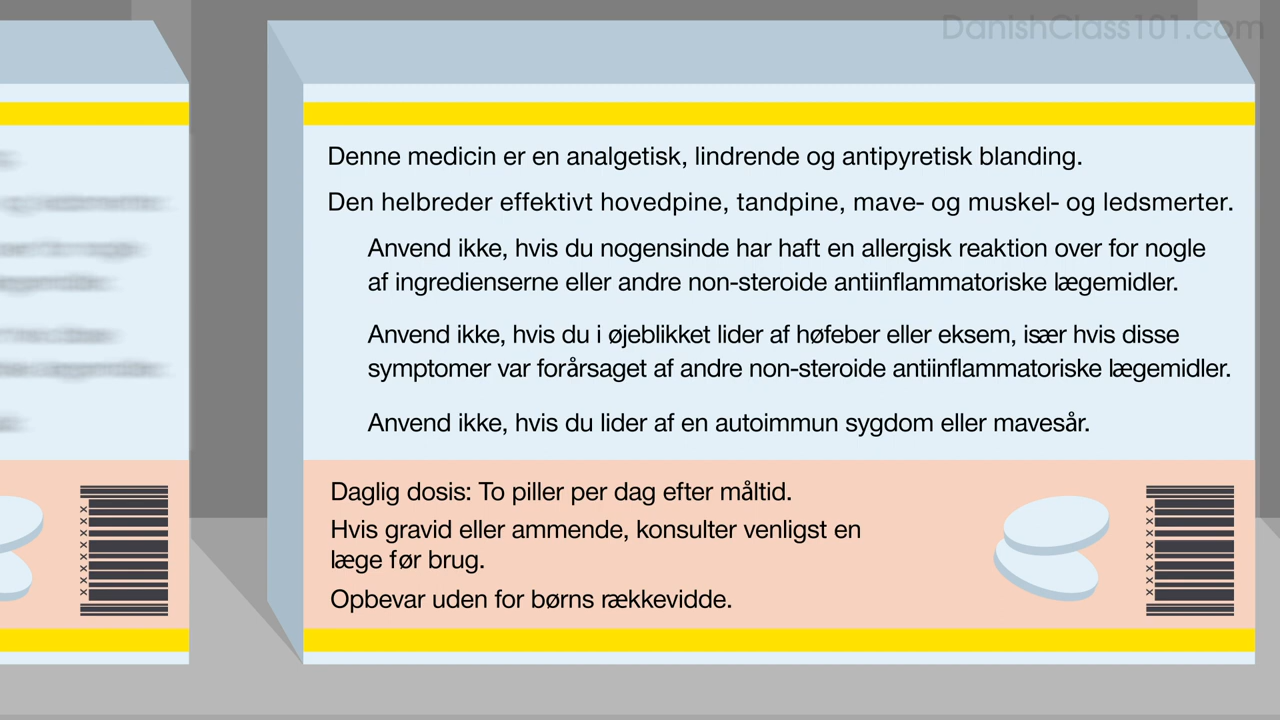 DanishClass101.com
Denne medicin er en analgetisk, lindrende og antipyretisk blanding.
Den helbreder effektivt hovedpine, tandpine, mave- og muskel- og ledsmerter.
Anvend ikke, hvis du nogensinde har haft en allergisk reaktion over for nogle
af ingredienserne eller andre non-steroide antiinflammatoriske lægemidler.
Anvend ikke, hvis du i øjeblikket lider af høfeber eller eksem, især hvis disse
symptomer var forårsaget af andre non-steroide antiinflammatoriske lægemidler.
Anvend ikke, hvis du lider af en autoimmun sygdom eller mavesår.
Daglig dosis: To piller per dag efter måltid.
Hvis gravid eller ammende, konsulter venligst en
læge før brug.
Opbevar uden for børns rækkevidde.